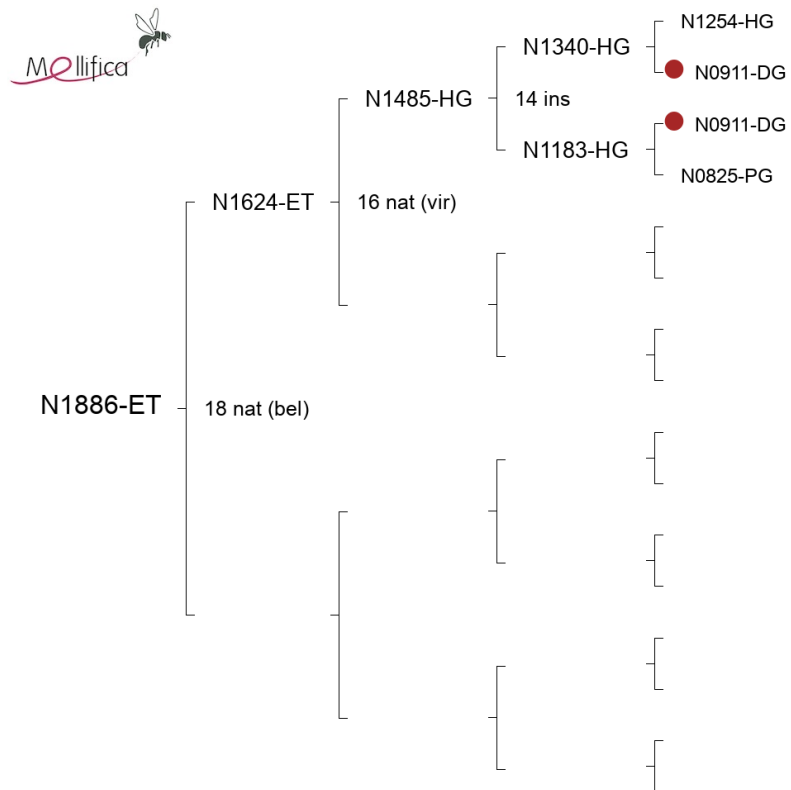 Mellifica
N1254-HG
N1340-HG
N0911-DG
N1485-HG
14 ins
N0911-DG
N1183-HG
N0825-PG
N1624-ET
16 nat (vir)
N1886-ET
18 nat (bel)